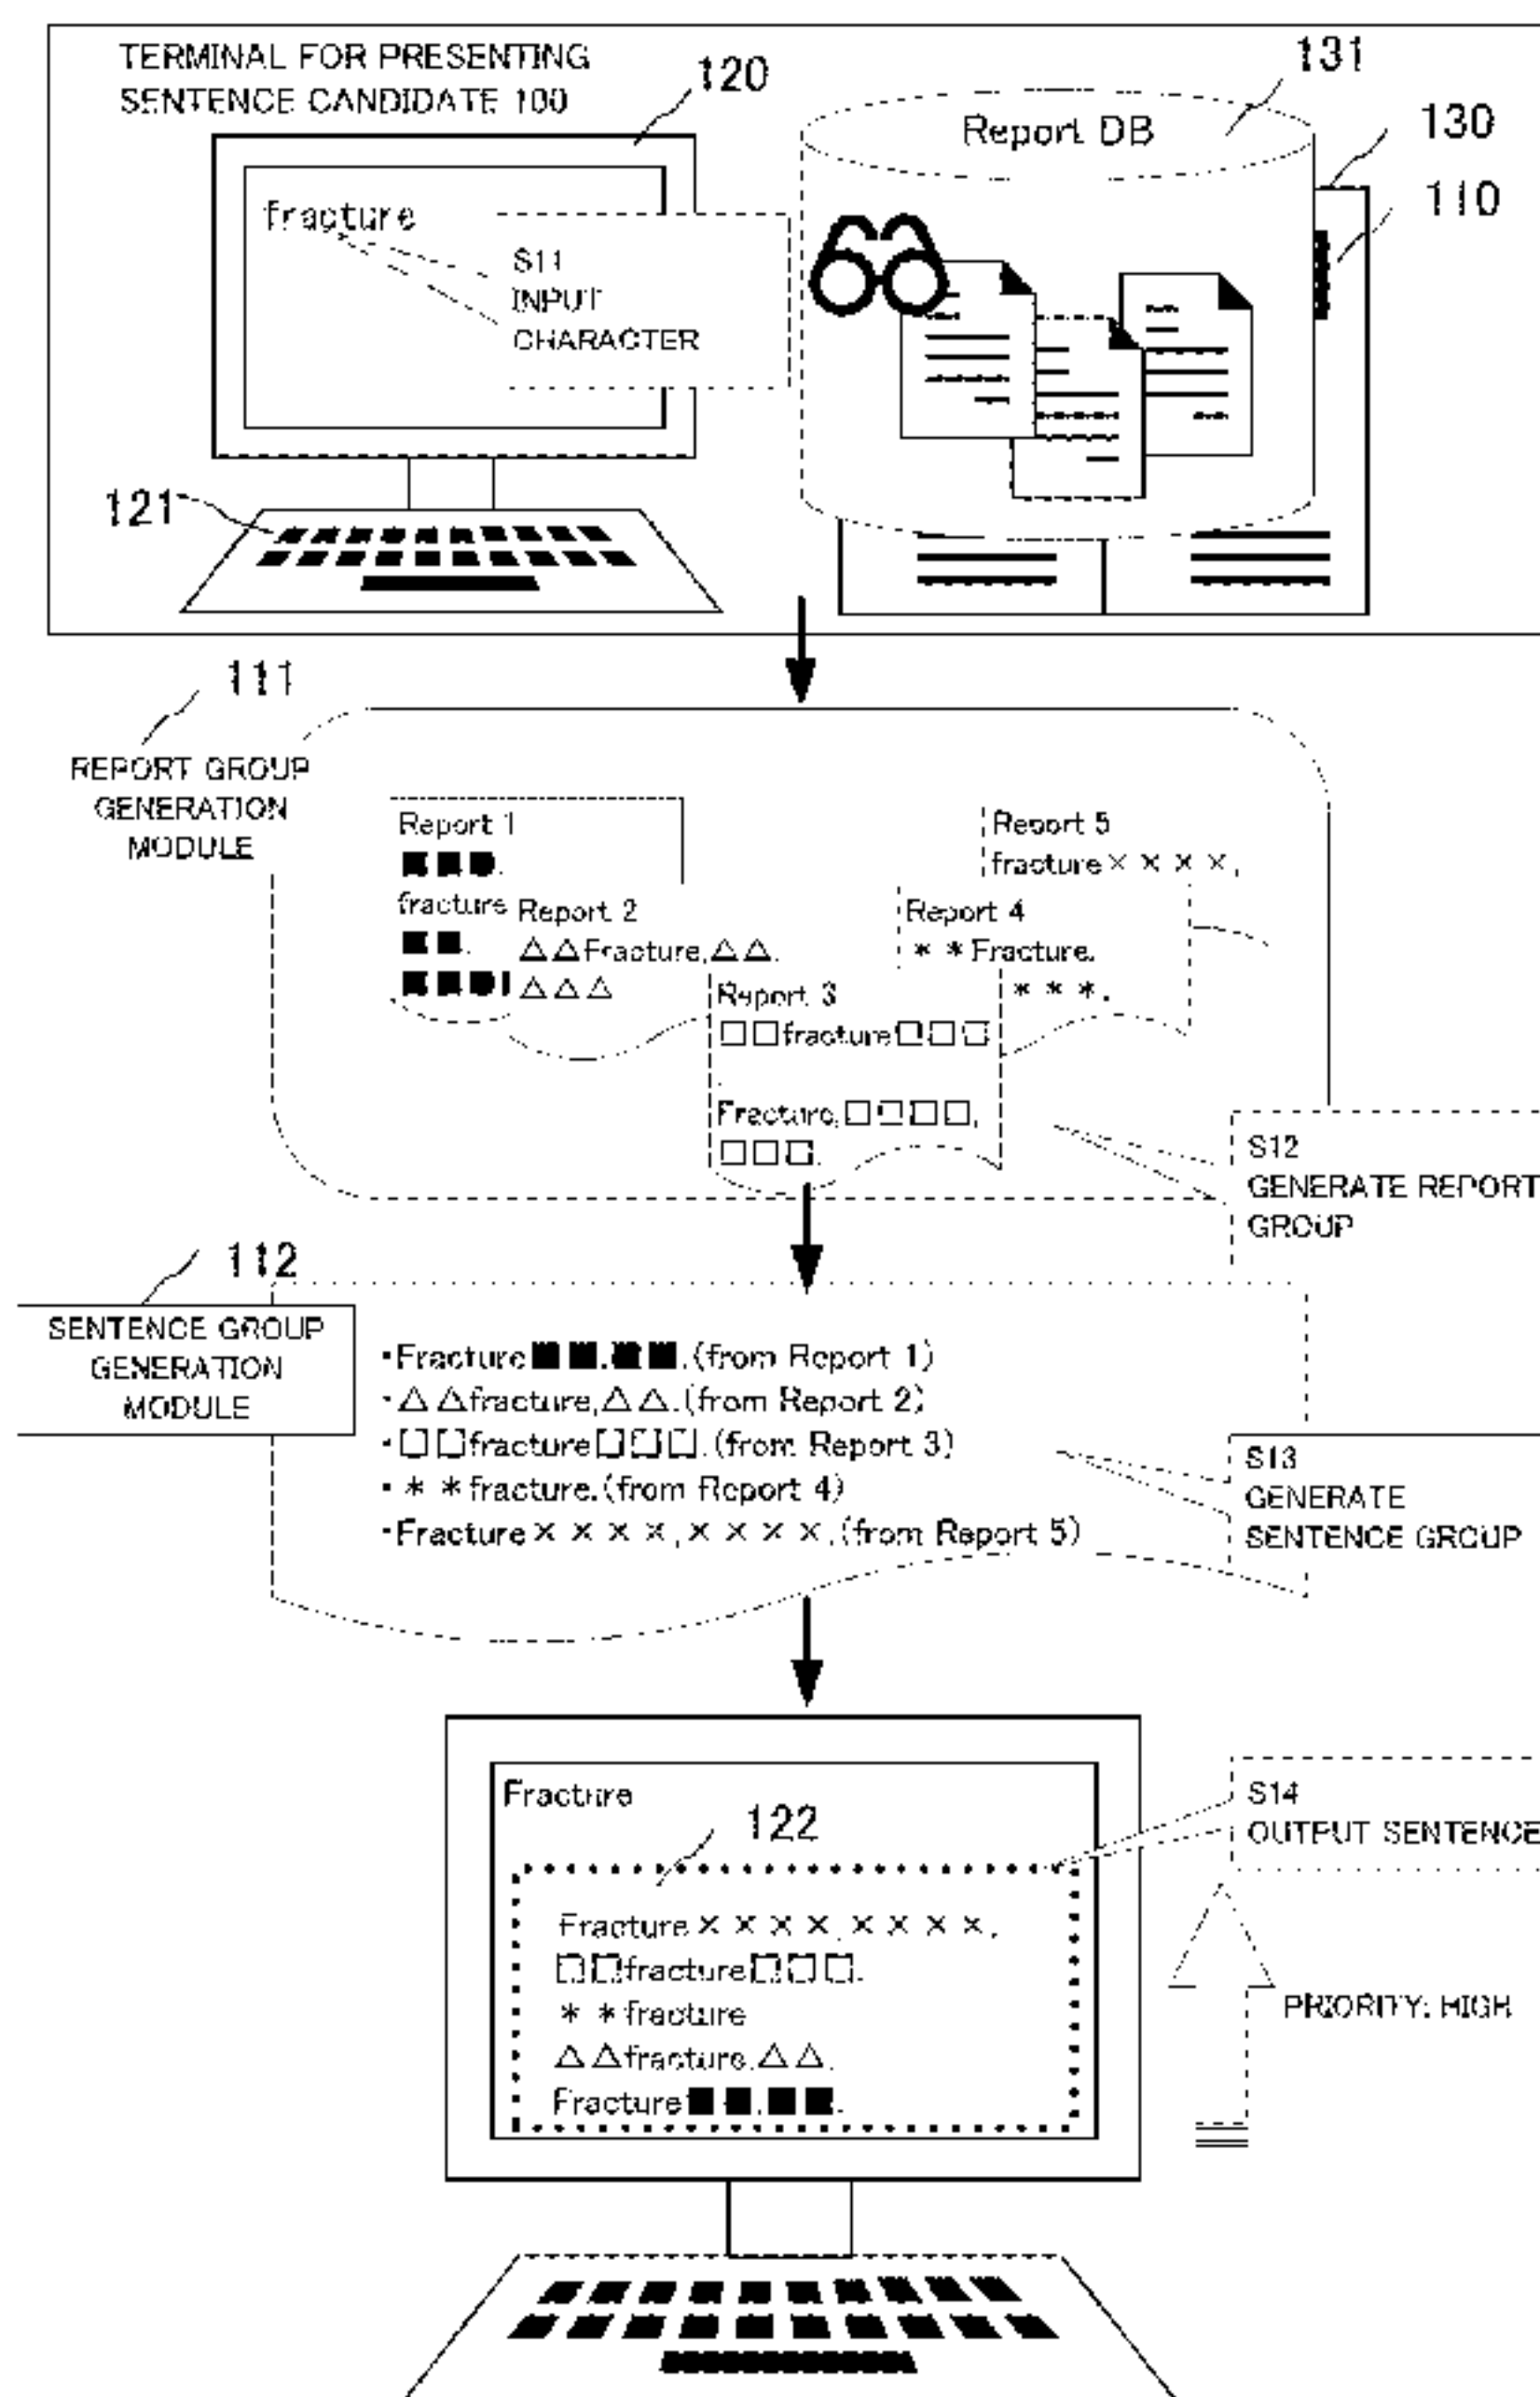 TERMINAL FOR PRESENTING
SENTENCE CANDIDATE 100
120
131
Report DB
130
110
fracture
S11
INPUT
CHARACTER
121
111
REPORT GROUP
GENERATION
MODULE
Report 1
■■■.
fracture
■■.
■■■
Report 2
△△Fracture,△△.
△△△
Report 3
□□fracture□□□
.
Fracture,□□□□,
□□□.
Report 4
**Fracture.
***.
Report 5
fracture××××,
S12
GENERATE REPORT
GROUP
112
SENTENCE GROUP
GENERATION
MODULE
・Fracture■■.■■.(from Report 1)
・△△fracture,△△.(from Report 2)
・□□fracture□□□.(from Report 3)
・**fracture.(from Report 4)
・Fracture××××,××××.(from Report 5)
S13
GENERATE
SENTENCE GROUP
Fracture
122
S14
OUTPUT SENTENCE
Fracture××××,××××.
□□fracture□□□.
**fracture
△△fracture,△△.
Fracture■■.■■.
PRIORITY: HIGH